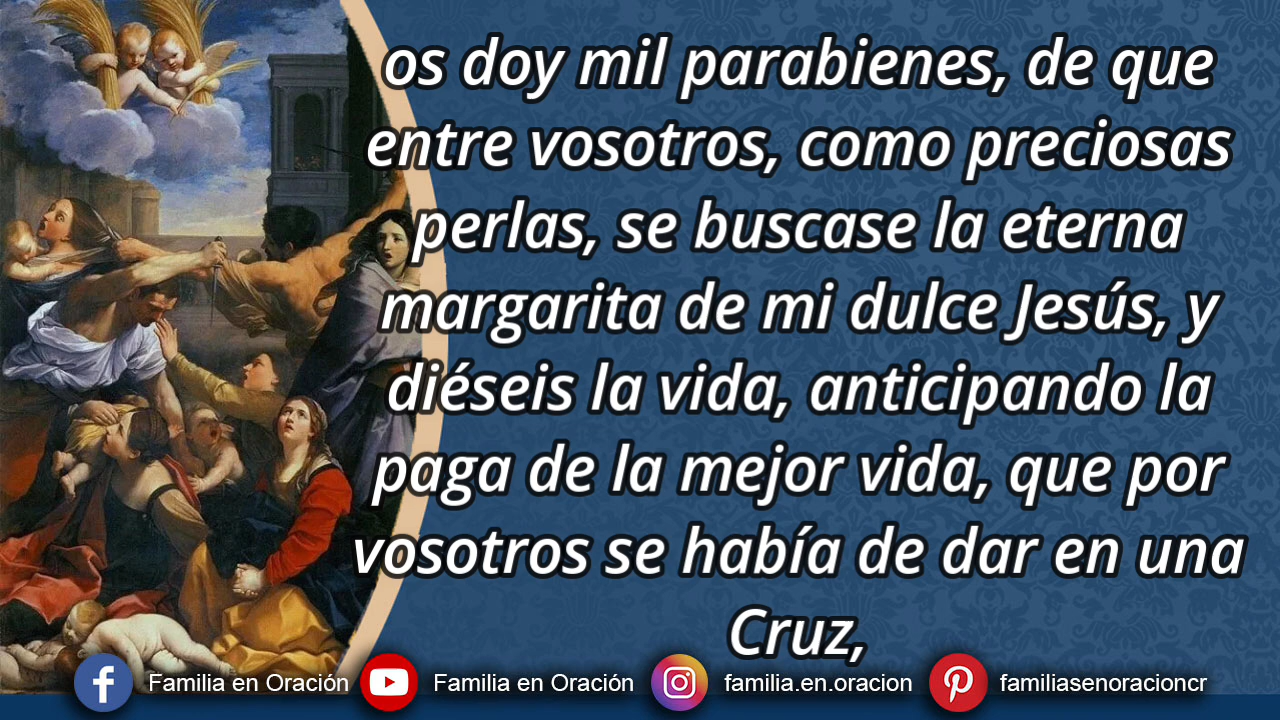 os doy mil parabienes, de que
entre vosotros, como preciosas
perlas, se buscase la eterna
margarita de mi dulce Jesús, y
diéseis la vida, anticipando la
paga de la mejor vida, que por
vosotros se había de dar en una
Cruz,
Familia en Oración Familia en Oración familia.en.oracion familiasenoracioncr